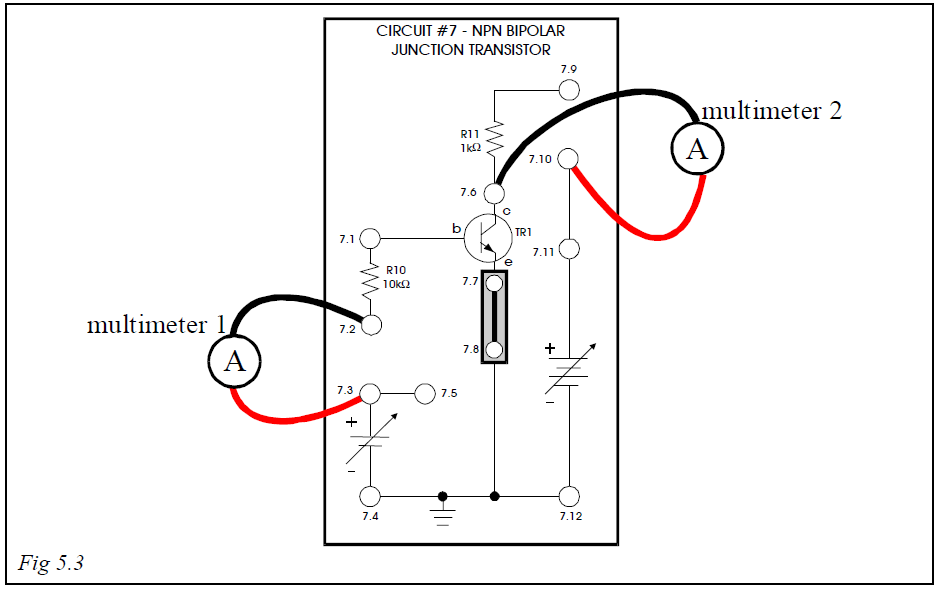 CIRCUIT #7 - NPN BIPOLAR
JUNCTION TRANSISTOR
7.9
multimeter 2
R11
1kΩ
A
7.10
7.6
c
b
TR1
7.1
7.11
e
R10
10kΩ
7.7
multimeter 1
7.2
A
7.8
+
7.3
7.5
+
−
−
7.4
7.12
Fig 5.3